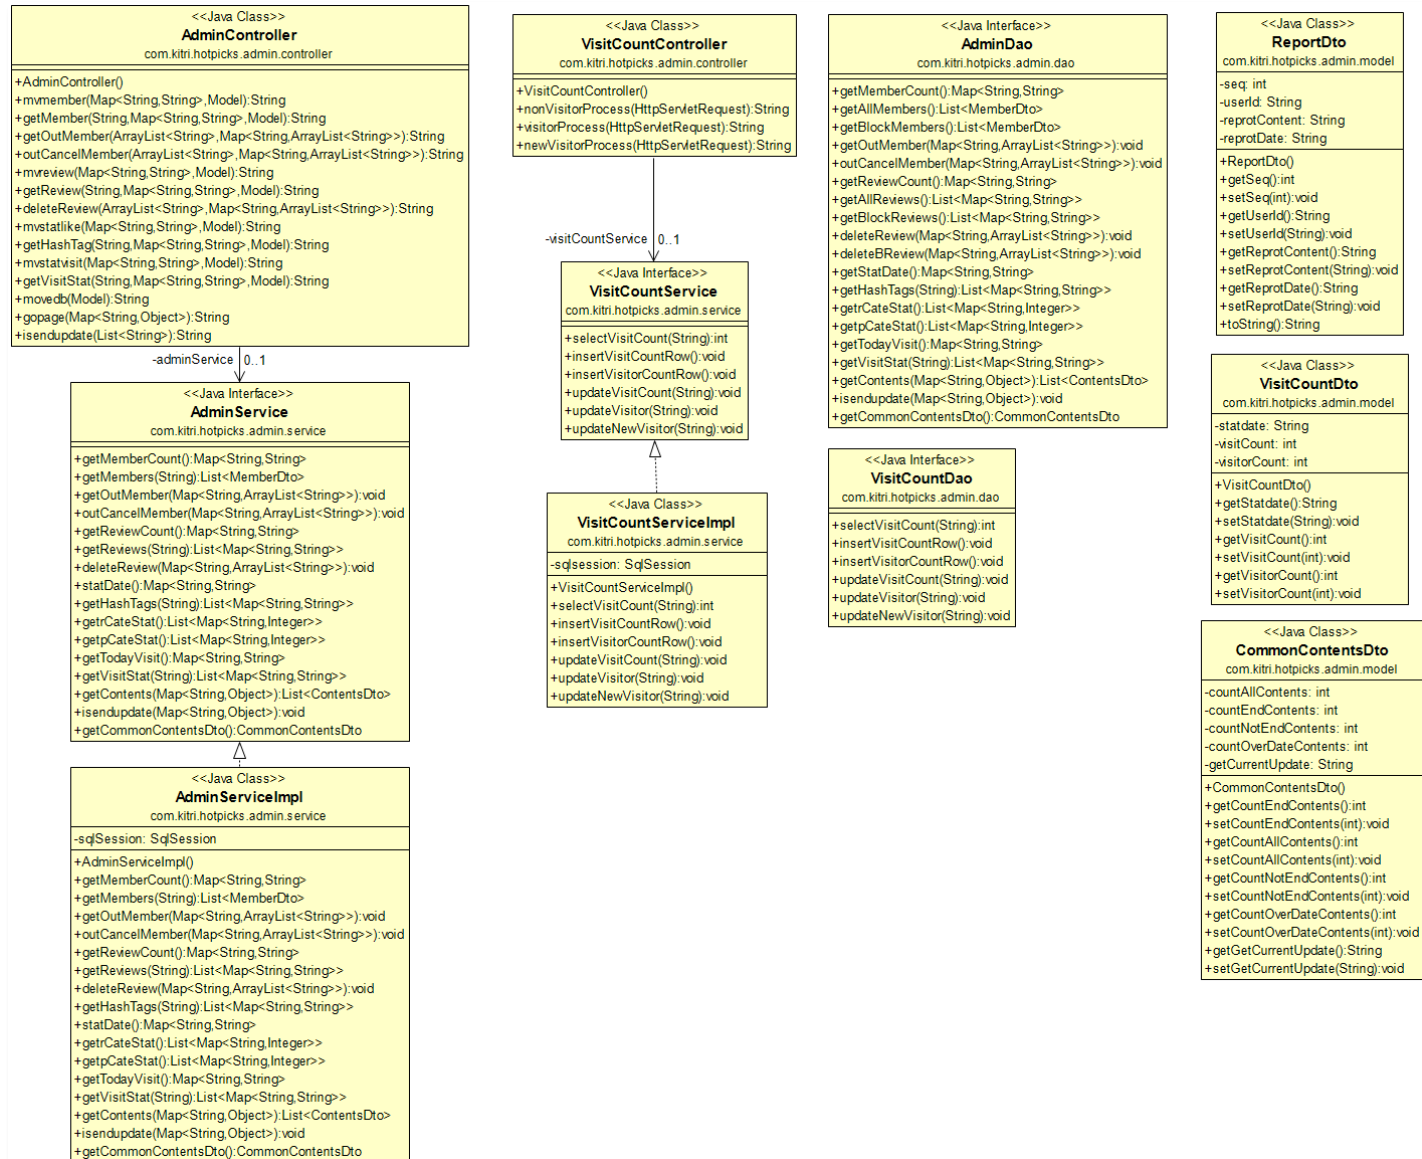 <<Java Class>>
AdminController
com.kitri.hotpicks.admin.controller
+AdminController()
+mvmember(Map<String,String>,Model):String
+getMember(String,Map<String,String>,Model):String
+getOutMember(ArrayList<String>,Map<String,ArrayList<String>>):String
+outCancelMember(ArrayList<String>,Map<String,ArrayList<String>>):String
+mvreview(Map<String,String>,Model):String
+getReview(String,Map<String,String>,Model):String
+deleteReview(ArrayList<String>,Map<String,ArrayList<String>>):String
+mvstatlike(Map<String,String>,Model):String
+getHashTag(String,Map<String,String>,Model):String
+mvstatvisit(Map<String,String>,Model):String
+getVisitStat(String,Map<String,String>,Model):String
+movedb(Model):String
+gopage(Map<String,Object>):String
+isendupdate(List<String>):String
-adminService 0..1
<<Java Interface>>
AdminService
com.kitri.hotpicks.admin.service
+getMemberCount():Map<String,String>
+getMembers(String):List<MemberDto>
+getOutMember(Map<String,ArrayList<String>>):void
+outCancelMember(Map<String,ArrayList<String>>):void
+getReviewCount():Map<String,String>
+getReviews(String):List<Map<String,String>>
+deleteReview(Map<String,ArrayList<String>>):void
+statDate():Map<String,String>
+getHashTags(String):List<Map<String,String>>
+getrCateStat():List<Map<String,Integer>>
+getpCateStat():List<Map<String,Integer>>
+getTodayVisit():Map<String,String>
+getVisitStat(String):List<Map<String,String>>
+getContents(Map<String,Object>):List<ContentsDto>
+isendupdate(Map<String,Object>):void
+getCommonContentsDto():CommonContentsDto
<<Java Class>>
AdminServiceImpl
com.kitri.hotpicks.admin.service
-sqlSession: SqlSession
+AdminServiceImpl()
+getMemberCount():Map<String,String>
+getMembers(String):List<MemberDto>
+getOutMember(Map<String,ArrayList<String>>):void
+outCancelMember(Map<String,ArrayList<String>>):void
+getReviewCount():Map<String,String>
+getReviews(String):List<Map<String,String>>
+deleteReview(Map<String,ArrayList<String>>):void
+getHashTags(String):List<Map<String,String>>
+statDate():Map<String,String>
+getrCateStat():List<Map<String,Integer>>
+getpCateStat():List<Map<String,Integer>>
+getTodayVisit():Map<String,String>
+getVisitStat(String):List<Map<String,String>>
+getContents(Map<String,Object>):List<ContentsDto>
+isendupdate(Map<String,Object>):void
+getCommonContentsDto():CommonContentsDto
<<Java Class>>
VisitCountController
com.kitri.hotpicks.admin.controller
+VisitCountController()
+nonVisitorProcess(HttpServletRequest):String
+visitorProcess(HttpServletRequest):String
+newVisitorProcess(HttpServletRequest):String
-visitCountService 0..1
<<Java Interface>>
VisitCountService
com.kitri.hotpicks.admin.service
+selectVisitCount(String):int
+insertVisitCountRow():void
+insertVisitorCountRow():void
+updateVisitCount(String):void
+updateVisitor(String):void
+updateNewVisitor(String):void
<<Java Class>>
VisitCountServiceImpl
com.kitri.hotpicks.admin.service
-sqlsession: SqlSession
+VisitCountServiceImpl()
+selectVisitCount(String):int
+insertVisitCountRow():void
+insertVisitorCountRow():void
+updateVisitCount(String):void
+updateVisitor(String):void
+updateNewVisitor(String):void
<<Java Interface>>
AdminDao
com.kitri.hotpicks.admin.dao
+getMemberCount():Map<String,String>
+getAllMembers():List<MemberDto>
+getBlockMembers():List<MemberDto>
+getOutMember(Map<String,ArrayList<String>>):void
+outCancelMember(Map<String,ArrayList<String>>):void
+getReviewCount():Map<String,String>
+getAllReviews():List<Map<String,String>>
+getBlockReviews():List<Map<String,String>>
+deleteReview(Map<String,ArrayList<String>>):void
+deleteBReview(Map<String,ArrayList<String>>):void
+getStatDate():Map<String,String>
+getHashTags(String):List<Map<String,String>>
+getrCateStat():List<Map<String,Integer>>
+getpCateStat():List<Map<String,Integer>>
+getTodayVisit():Map<String,String>
+getVisitStat(String):List<Map<String,String>>
+getContents(Map<String,Object>):List<ContentsDto>
+isendupdate(Map<String,Object>):void
+getCommonContentsDto():CommonContentsDto
<<Java Interface>>
VisitCountDao
com.kitri.hotpicks.admin.dao
+selectVisitCount(String):int
+insertVisitCountRow():void
+insertVisitorCountRow():void
+updateVisitCount(String):void
+updateVisitor(String):void
+updateNewVisitor(String):void
<<Java Class>>
ReportDto
com.kitri.hotpicks.admin.model
-seq: int
-userId: String
-reprotContent: String
-reprotDate: String
+ReportDto()
+getSeq():int
+setSeq(int):void
+getUserId():String
+setUserId(String):void
+getReprotContent():String
+setReprotContent(String):void
+getReprotDate():String
+setReprotDate(String):void
+toString():String
<<Java Class>>
VisitCountDto
com.kitri.hotpicks.admin.model
-statdate: String
-visitCount: int
-visitorCount: int
+VisitCountDto()
+getStatdate():String
+setStatdate(String):void
+getVisitCount():int
+setVisitCount(int):void
+getVisitorCount():int
+setVisitorCount(int):void
<<Java Class>>
CommonContentsDto
com.kitri.hotpicks.admin.model
-countAllContents: int
-countEndContents: int
-countNotEndContents: int
-countOverDateContents: int
-getCurrentUpdate: String
+CommonContentsDto()
+getCountEndContents():int
+setCountEndContents(int):void
+getCountAllContents():int
+setCountAllContents(int):void
+getCountNotEndContents():int
+setCountNotEndContents(int):void
+getCountOverDateContents():int
+setCountOverDateContents(int):void
+getGetCurrentUpdate():String
+setGetCurrentUpdate(String):void